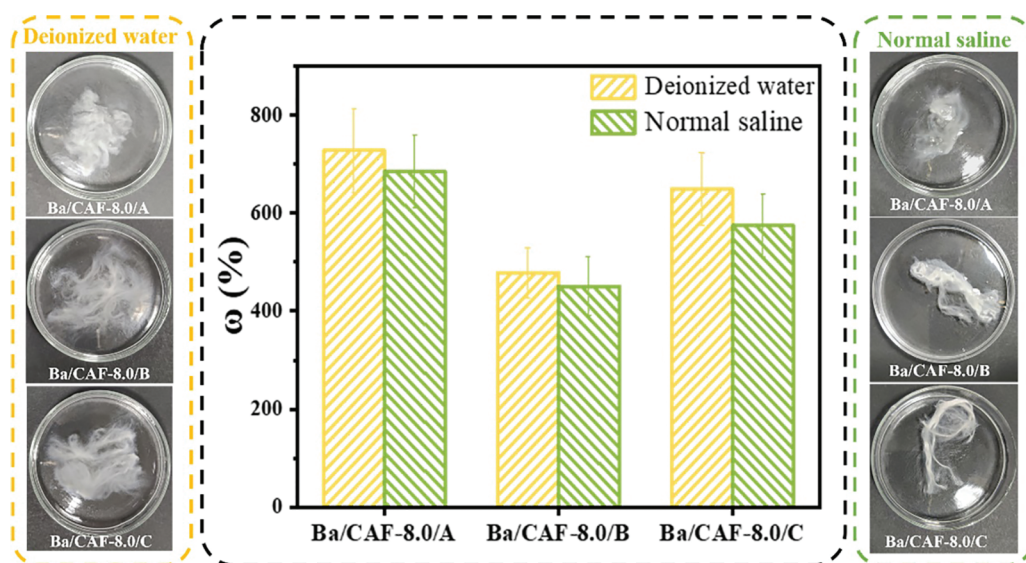 Deionized water
Ba/CAF-8.0/A
Ba/CAF-8.0/B
Ba/CAF-8.0/C
ω (%)
800
600
400
200
0
Deionized water
Normal saline
Ba/CAF-8.0/A Ba/CAF-8.0/B Ba/CAF-8.0/C
Normal saline
Ba/CAF-8.0/A
Ba/CAF-8.0/B
Ba/CAF-8.0/C